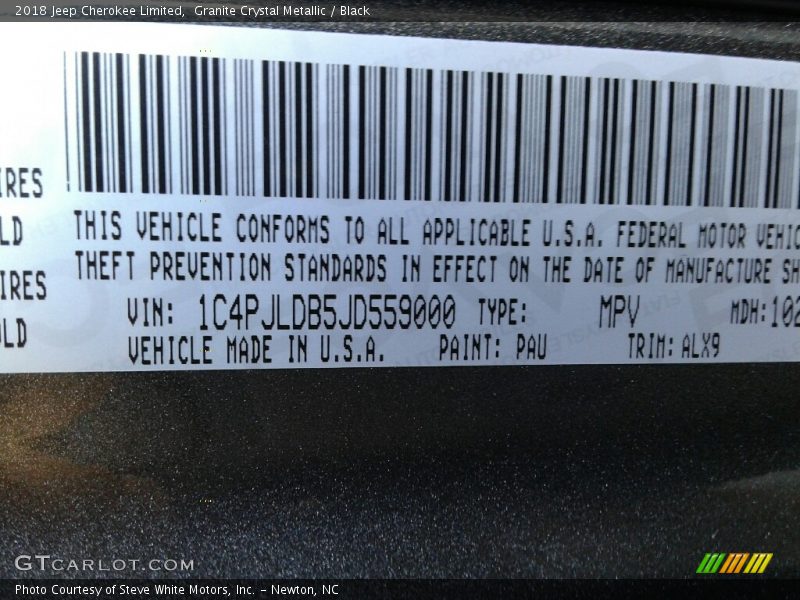 2018 Jeep Cherokee Limited,  Granite Crystal Metallic / Black
IRES
LD
IRES
OLD
THIS VEHICLE CONFORMS TO ALL APPLICABLE U.S.A. FEDERAL MOTOR VEHIC
THEFT PREVENTION STANDARDS IN EFFECT ON THE DATE OF MANUFACTURE SH
VIN: 1C4PJLDB5JD559000 TYPE: MPV MDH: 102
VEHICLE MADE IN U.S.A. PAINT: PAU TRIM: ALX9
GTCARLOT.COM
Photo Courtesy of Steve White Motors, Inc. – Newton, NC